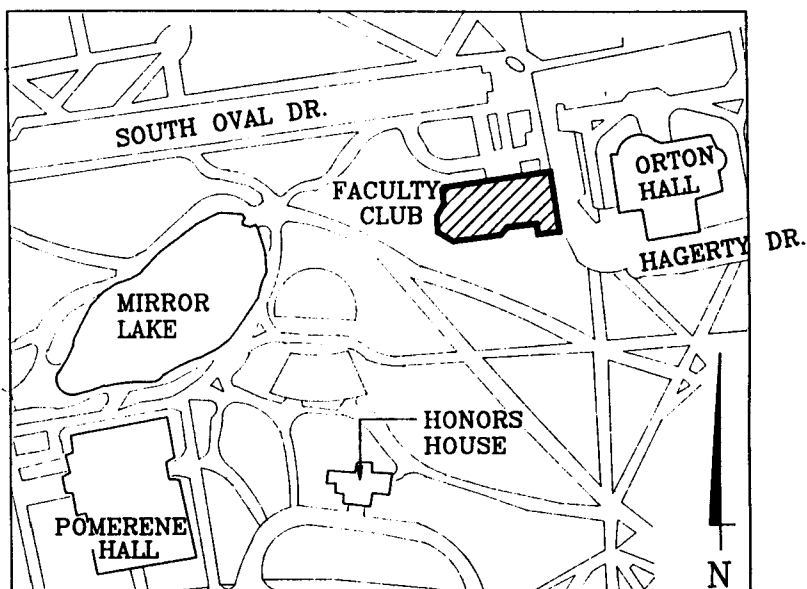 SOUTH OVAL DR.
FACULTY
CLUB
ORTON
HALL
HAGERTY DR.
MIRROR
LAKE
HONORS
HOUSE
POMERENE
HALL
N